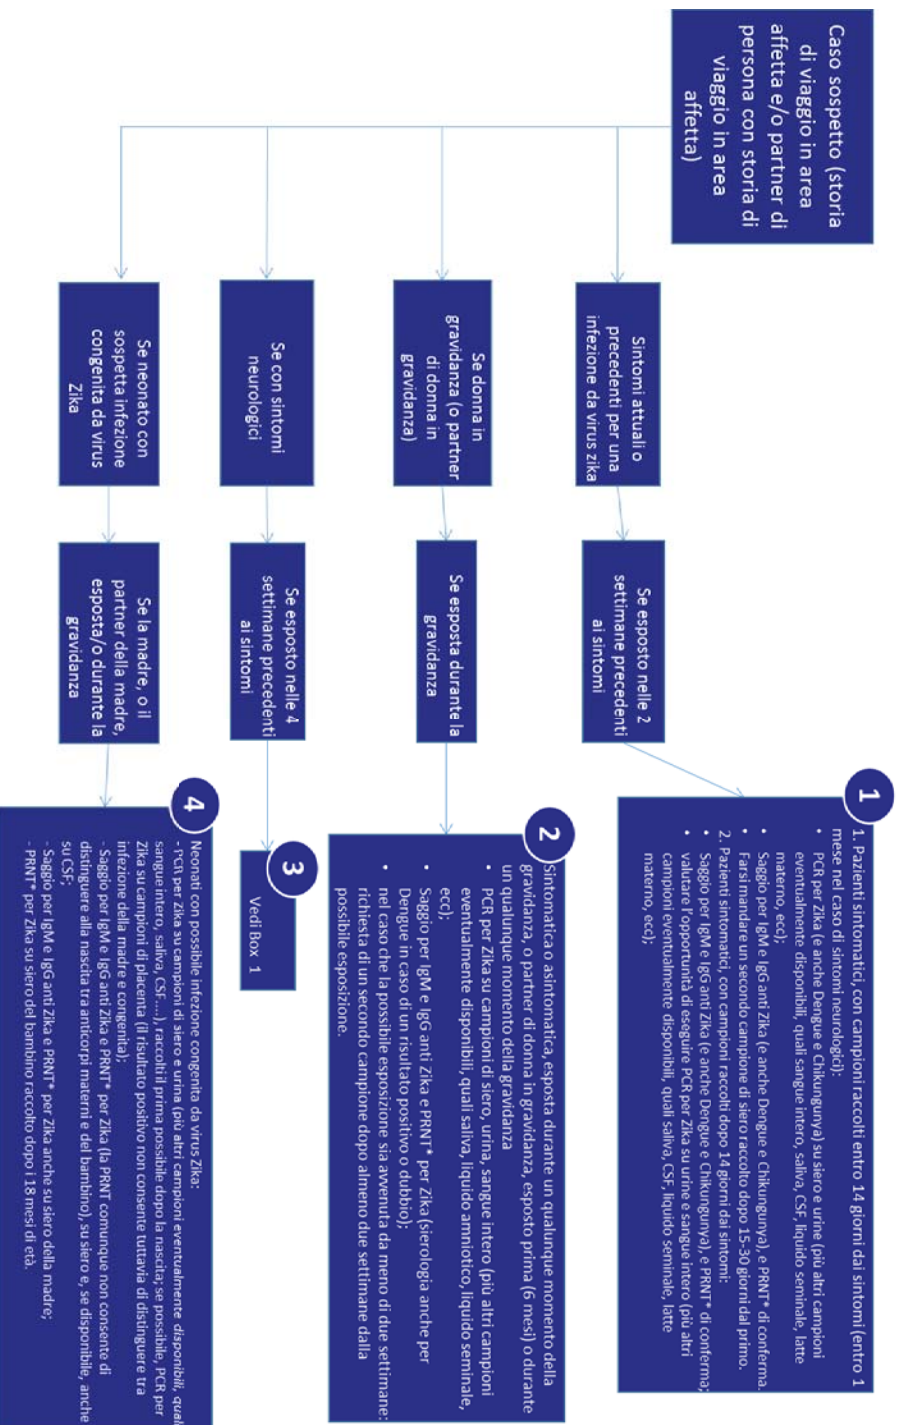 Caso sospetto (storia
di viaggio in area
affetta e/o partner di
persona con storia di
viaggio in area
affetta)
Sintomi attuali o
precedenti per una
infezione da virus zika
Se esposto nelle 2
settimane precedenti
ai sintomi
1
1. Pazienti sintomatici, con campioni raccolti entro 14 giorni dai sintomi (entro 1
mese nel caso di sintomi neurologici):
• PCR per Zika (e anche Dengue e Chikungunya) su siero e urine (più altri campioni
eventualmente disponibili, quali sangue intero, saliva, CSF, liquido seminale, latte
materno, ecc);
• Saggio per IgM e IgG anti Zika (e anche Dengue e Chikungunya), e PRNT* di conferma.
• Farsi mandare un secondo campione di siero raccolto dopo 15-30 giorni dal primo.
2. Pazienti sintomatici, con campioni raccolti dopo 14 giorni dai sintomi:
• Saggio per IgM e IgG anti Zika (e anche Dengue e Chikungunya), e PRNT* di conferma;
• valutare l'opportunità di eseguire PCR per Zika su urine e sangue intero (più altri
campioni eventualmente disponibili, quali saliva, CSF, liquido seminale, latte
materno, ecc);
Se donna in
gravidanza (o partner
di donna in
gravidanza)
Se esposta durante la
gravidanza
2
Sintomatica o asintomatica, esposta durante un qualunque momento della
gravidanza, o partner di donna in gravidanza, esposto prima (6 mesi) o durante
un qualunque momento della gravidanza
• PCR per Zika su campioni di siero, urina, sangue intero (più altri campioni
eventualmente disponibili, quali saliva, liquido amniotico, liquido seminale,
ecc);
• Saggio per IgM e IgG anti Zika e PRNT* per Zika (sierologia anche per
Dengue in caso di un risultato positivo o dubbio);
• nel caso che la possibile esposizione sia avvenuta da meno di due settimane:
richiesta di un secondo campione dopo almeno due settimane dalla
possibile esposizione.
Se con sintomi
neurologici
Se esposto nelle 4
settimane precedenti
ai sintomi
3
Vedi Box 1
Se neonato con
sospetta infezione
congenita da virus
Zika
Se la madre, o il
partner della madre,
esposta/o durante la
gravidanza
4
Neonati con possibile infezione congenita da virus Zika:
- PCR per Zika su campioni di siero e urina (più altri campioni eventualmente disponibili, quali
sangue intero, saliva, CSF.....), raccolti il prima possibile dopo la nascita; se possibile, PCR per
Zika su campioni di placenta (il risultato positivo non consente tuttavia di distinguere tra
infezione della madre e congenita);
- Saggio per IgM e IgG anti Zika e PRNT* per Zika (la PRNT comunque non consente di
distinguere alla nascita tra anticorpi materni e del bambino), su siero e, se disponibile, anche
su CSF;
- Saggio per IgM e IgG anti Zika e PRNT* per Zika anche su siero della madre;
- PRNT* per Zika su siero del bambino raccolto dopo i 18 mesi di età.